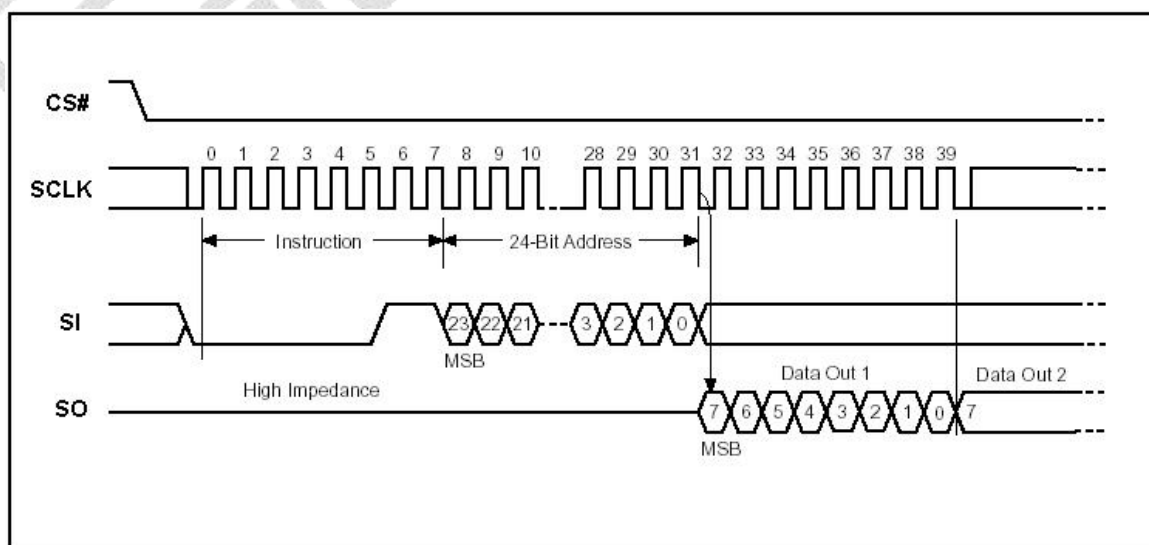 CS#
0 1 2 3 4 5 6 7 8 9 10 28 29 30 31 32 33 34 35 36 37 38 39
SCLK
Instruction 24-Bit Address
SI 23 22 21 3 2 1 0
MSB
High Impedance Data Out 1 Data Out 2
SO 7 6 5 4 3 2 1 0 7
MSB